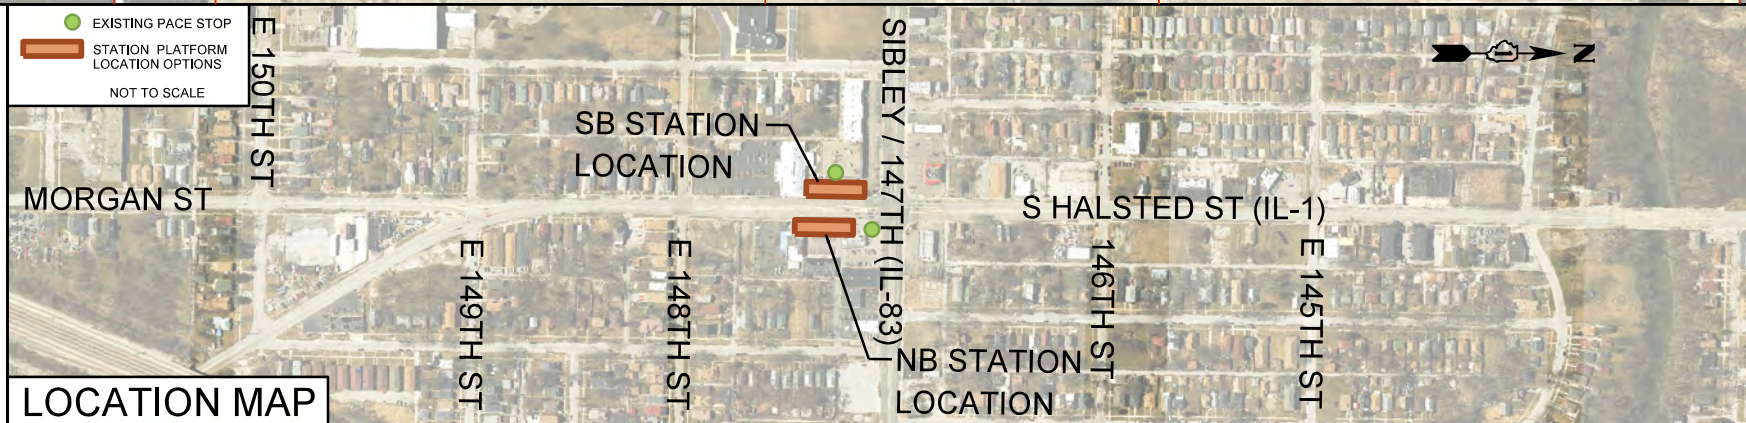 EXISTING PACE STOP
STATION PLATFORM
LOCATION OPTIONS
NOT TO SCALE
E 150TH ST
MORGAN ST
SB STATION
LOCATION
SIBLEY / 147TH (IL-83)
S HALSTED ST (IL-1)
N
E 149TH ST
E 148TH ST
146TH ST
E 145TH ST
NB STATION
LOCATION
LOCATION MAP